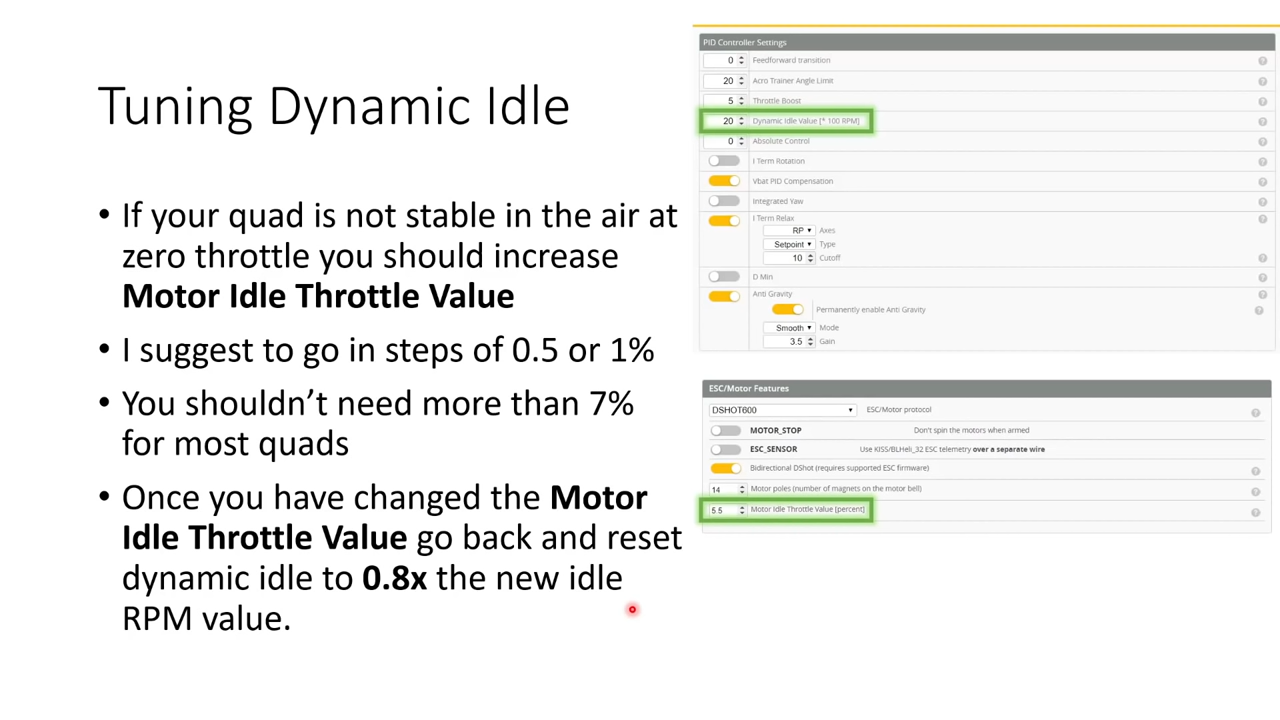 Tuning Dynamic Idle
• If your quad is not stable in the air at
zero throttle you should increase
Motor Idle Throttle Value
• I suggest to go in steps of 0.5 or 1%
• You shouldn’t need more than 7%
for most quads
• Once you have changed the Motor
Idle Throttle Value go back and reset
dynamic idle to 0.8x the new idle
RPM value.
PID Controller Settings
0 Feedforward transition
20 Acro Trainer Angle Limit
5 Throttle Boost
20 Dynamic Idle Value [* 100 RPM]
0 Absolute Control
I Term Rotation
Vbat PID Compensation
Integrated Yaw
I Term Relax
RP Axes
Setpoint Type
10 Cutoff
D Min
Anti Gravity
Permanently enable Anti Gravity
Smooth Mode
3.5 Gain
ESC/Motor Features
DSHOT600 ESC/Motor protocol
MOTOR_STOP Don't spin the motors when armed
ESC_SENSOR Use KISS/BLHeli_32 ESC telemetry over a separate wire
Bidirectional DShot (requires supported ESC firmware)
14 Motor poles (number of magnets on the motor bell)
5.5 Motor Idle Throttle Value [percent]